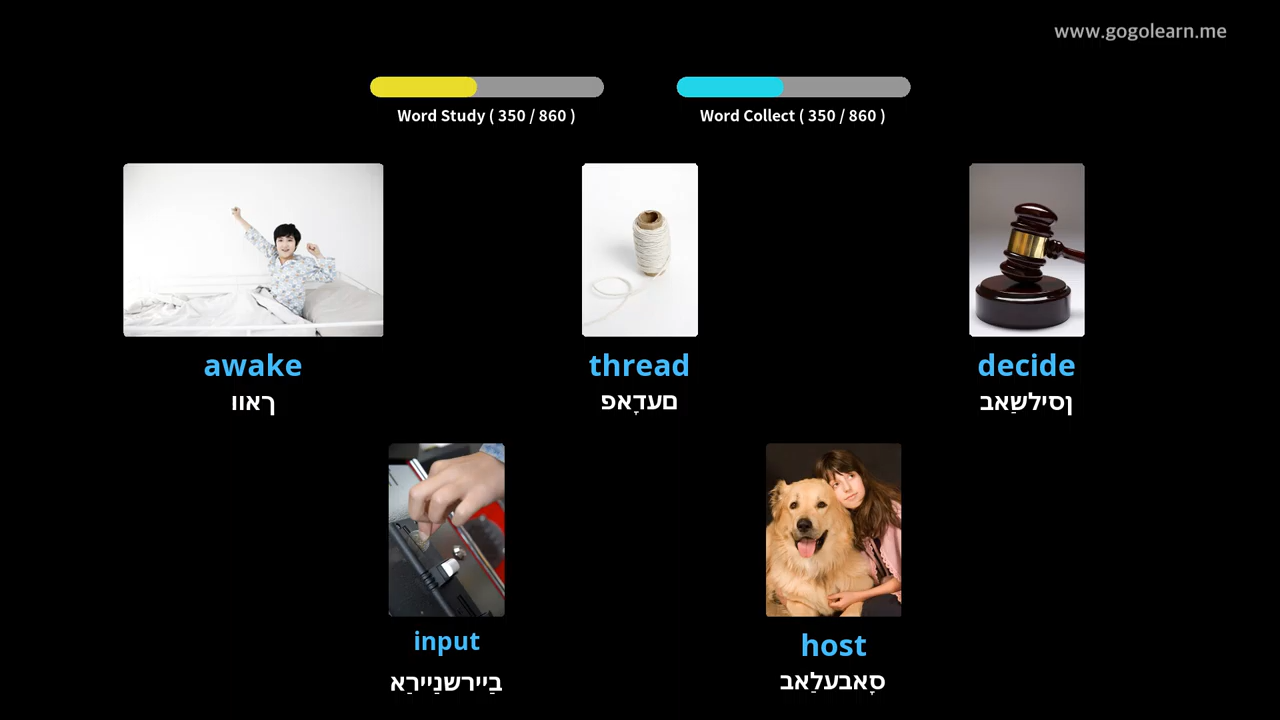 www.gogolearn.me
Word Study ( 350 / 860 )
Word Collect ( 350 / 860 )
awake
ךאוו
thread
םעדָאפ
decide
ןסילשַאב
input
בַיירשנַיירַא
host
סָאבעלַאב